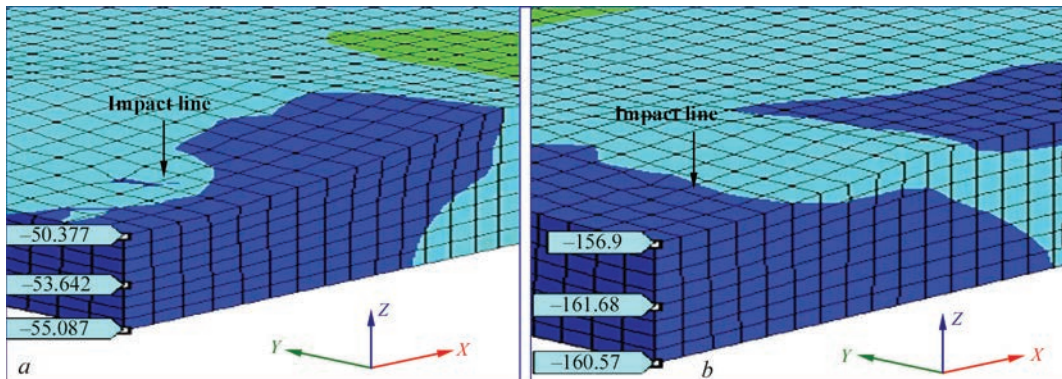 Impact line
–50.377
–53.642
–55.087
Z
Y
X
a
Impact line
–156.9
–161.68
–160.57
Z
Y
X
b